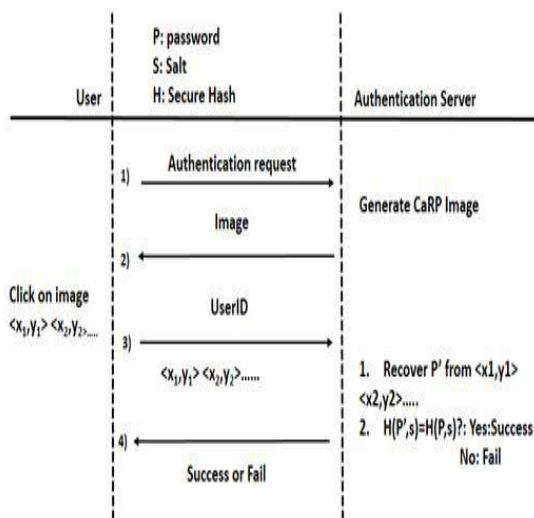 P: password
S: Salt
H: Secure Hash
User
Authentication Server
Authentication request
1)
Generate CaRP Image
Image
2)
Click on image
<x₁,y₁> <x₂,y₂>.....
UserID
3)
<x₁,y₁> <x₂,y₂>......
1. Recover P' from <x1,y1>
<x2,y2>.....
2. H(P',s)=H(P,s)?: Yes:Success
No: Fail
4)
Success or Fail